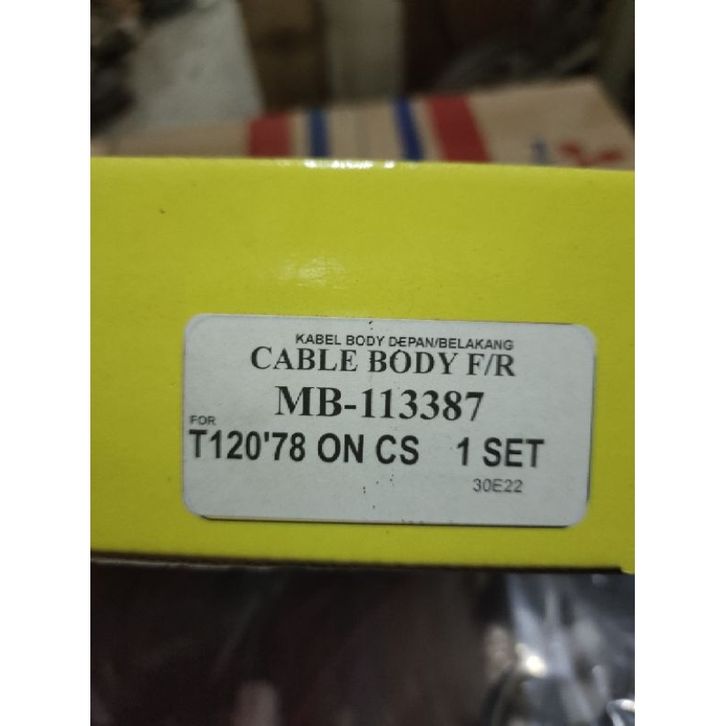 KABEL BODY DEPAN/BELAKANG
CABLE BODY F/R
MB-113387
FOR
T120'78 ON CS 1 SET
30E22